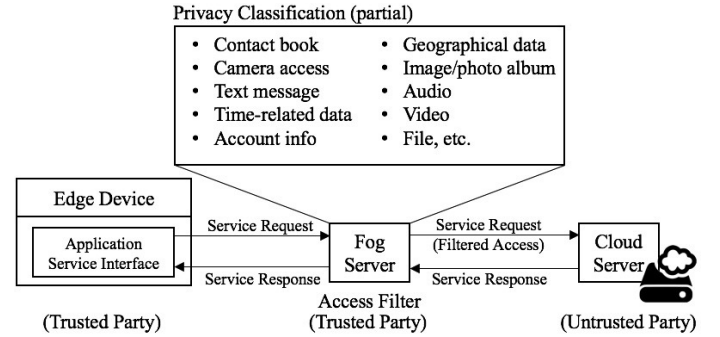 Privacy Classification (partial)
• Contact book
• Camera access
• Text message
• Time-related data
• Account info
• Geographical data
• Image/photo album
• Audio
• Video
• File, etc.
Edge Device
Application
Service Interface
(Trusted Party)
Service Request
Service Response
Fog
Server
Access Filter
(Trusted Party)
Service Request
(Filtered Access)
Service Response
Cloud
Server
(Untrusted Party)